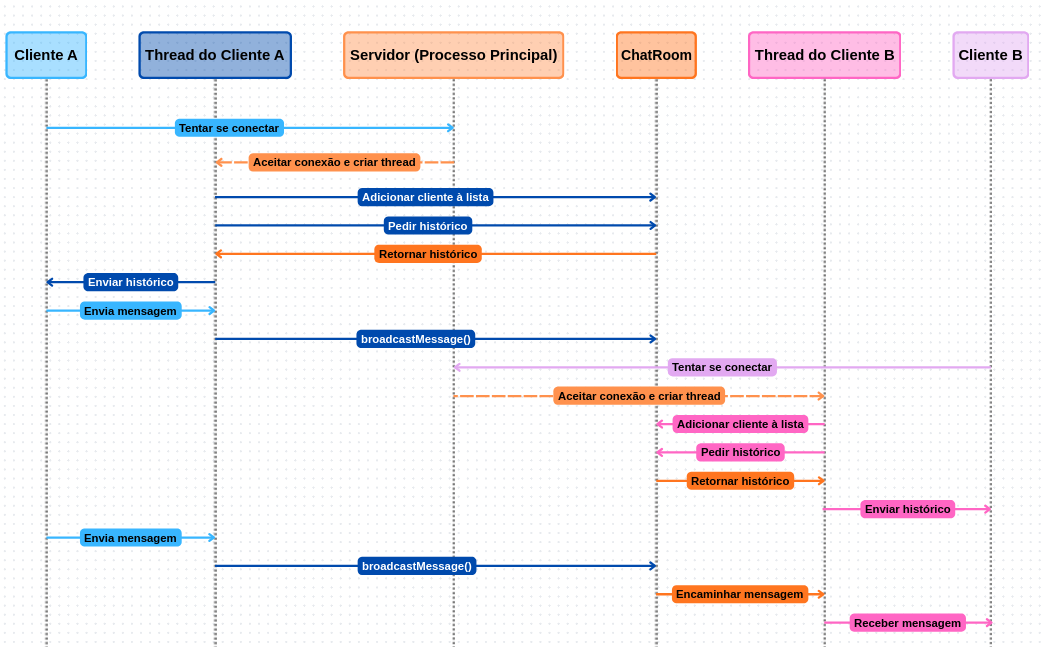 Cliente A
Thread do Cliente A
Servidor (Processo Principal)
ChatRoom
Thread do Cliente B
Cliente B
Tentar se conectar
Aceitar conexão e criar thread
Adicionar cliente à lista
Pedir histórico
Retornar histórico
Enviar histórico
Envia mensagem
broadcastMessage()
Tentar se conectar
Aceitar conexão e criar thread
Adicionar cliente à lista
Pedir histórico
Retornar histórico
Enviar histórico
Envia mensagem
broadcastMessage()
Encaminhar mensagem
Receber mensagem